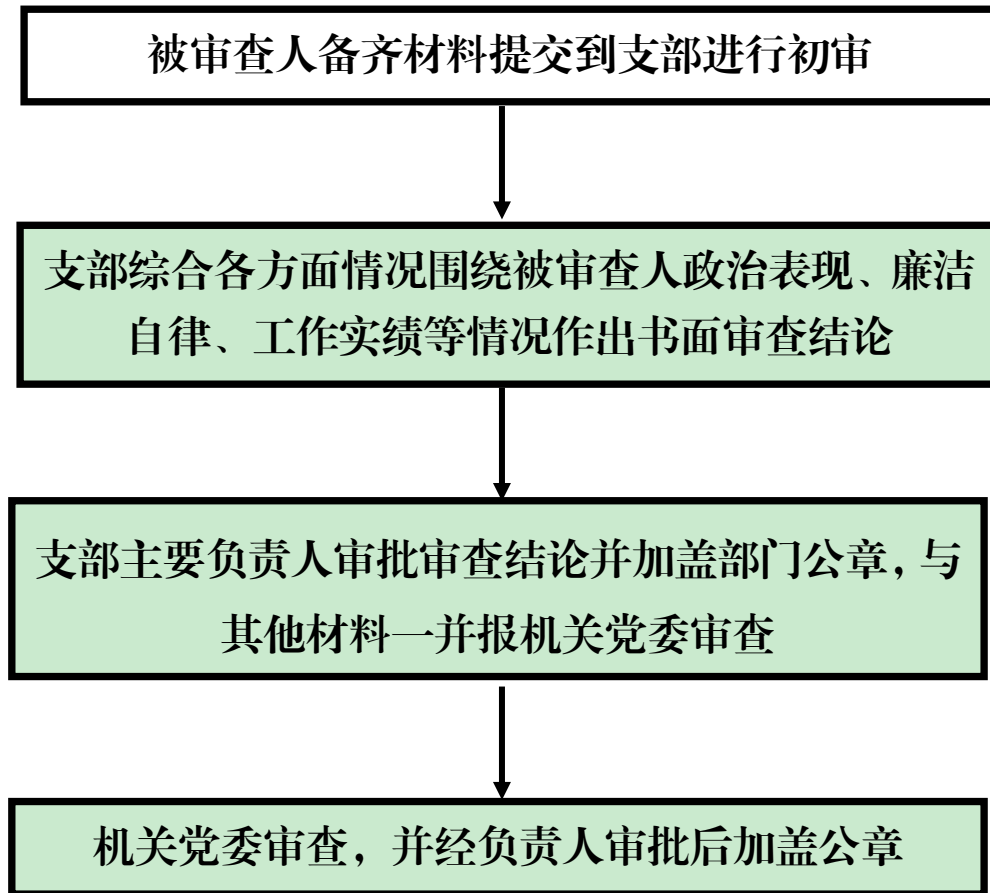 被审查人备齐材料提交到支部进行初审
支部综合各方面情况围绕被审查人政治表现、廉洁
自律、工作实绩等情况作出书面审查结论
支部主要负责人审批审查结论并加盖部门公章，与
其他材料一并报机关党委审查
机关党委审查，并经负责人审批后加盖公章